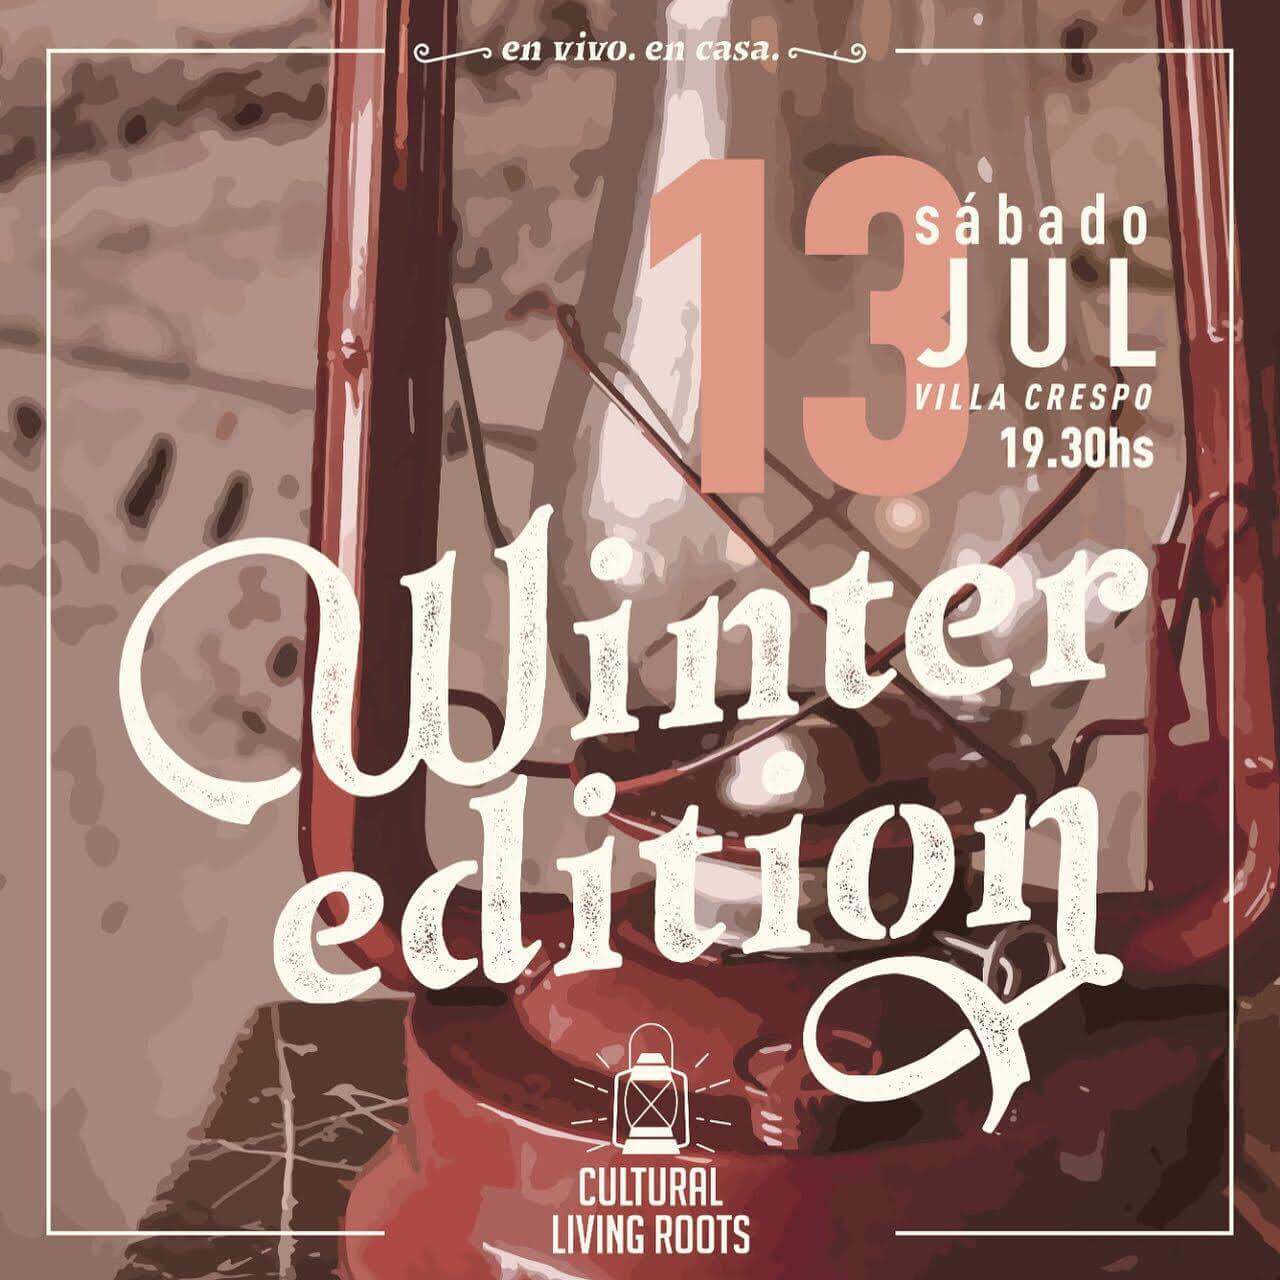 en vivo. en casa.
13
sábado
JUL
VILLA CRESPO
19.30hs
Winter
edition
CULTURAL
LIVING ROOTS